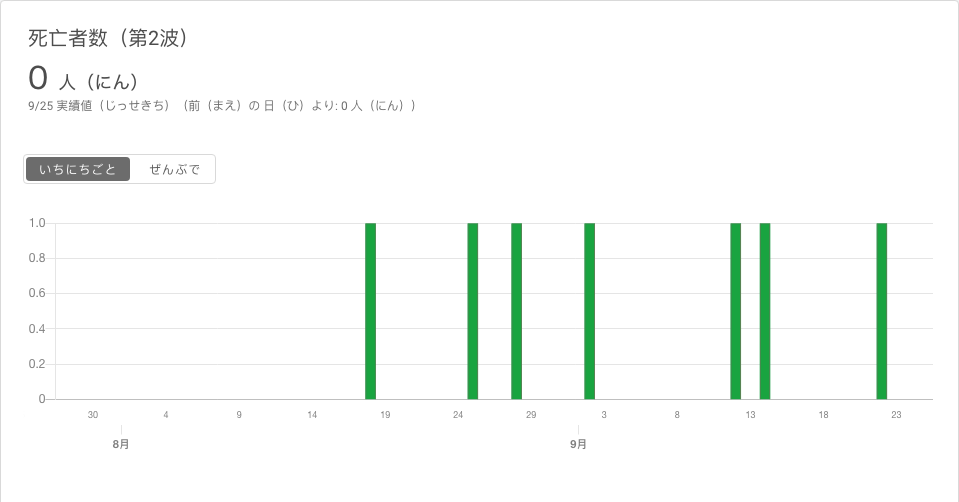 死亡者数（第2波）
0 人（にん）
9/25 実績値（じっせきち）（前（まえ）の 日（ひ）より: 0 人（にん））
いちにちごと ぜんぶで
1.0
0.8
0.6
0.4
0.2
0
30 4 9 14 19 24 29 3 8 13 18 23
8月 9月